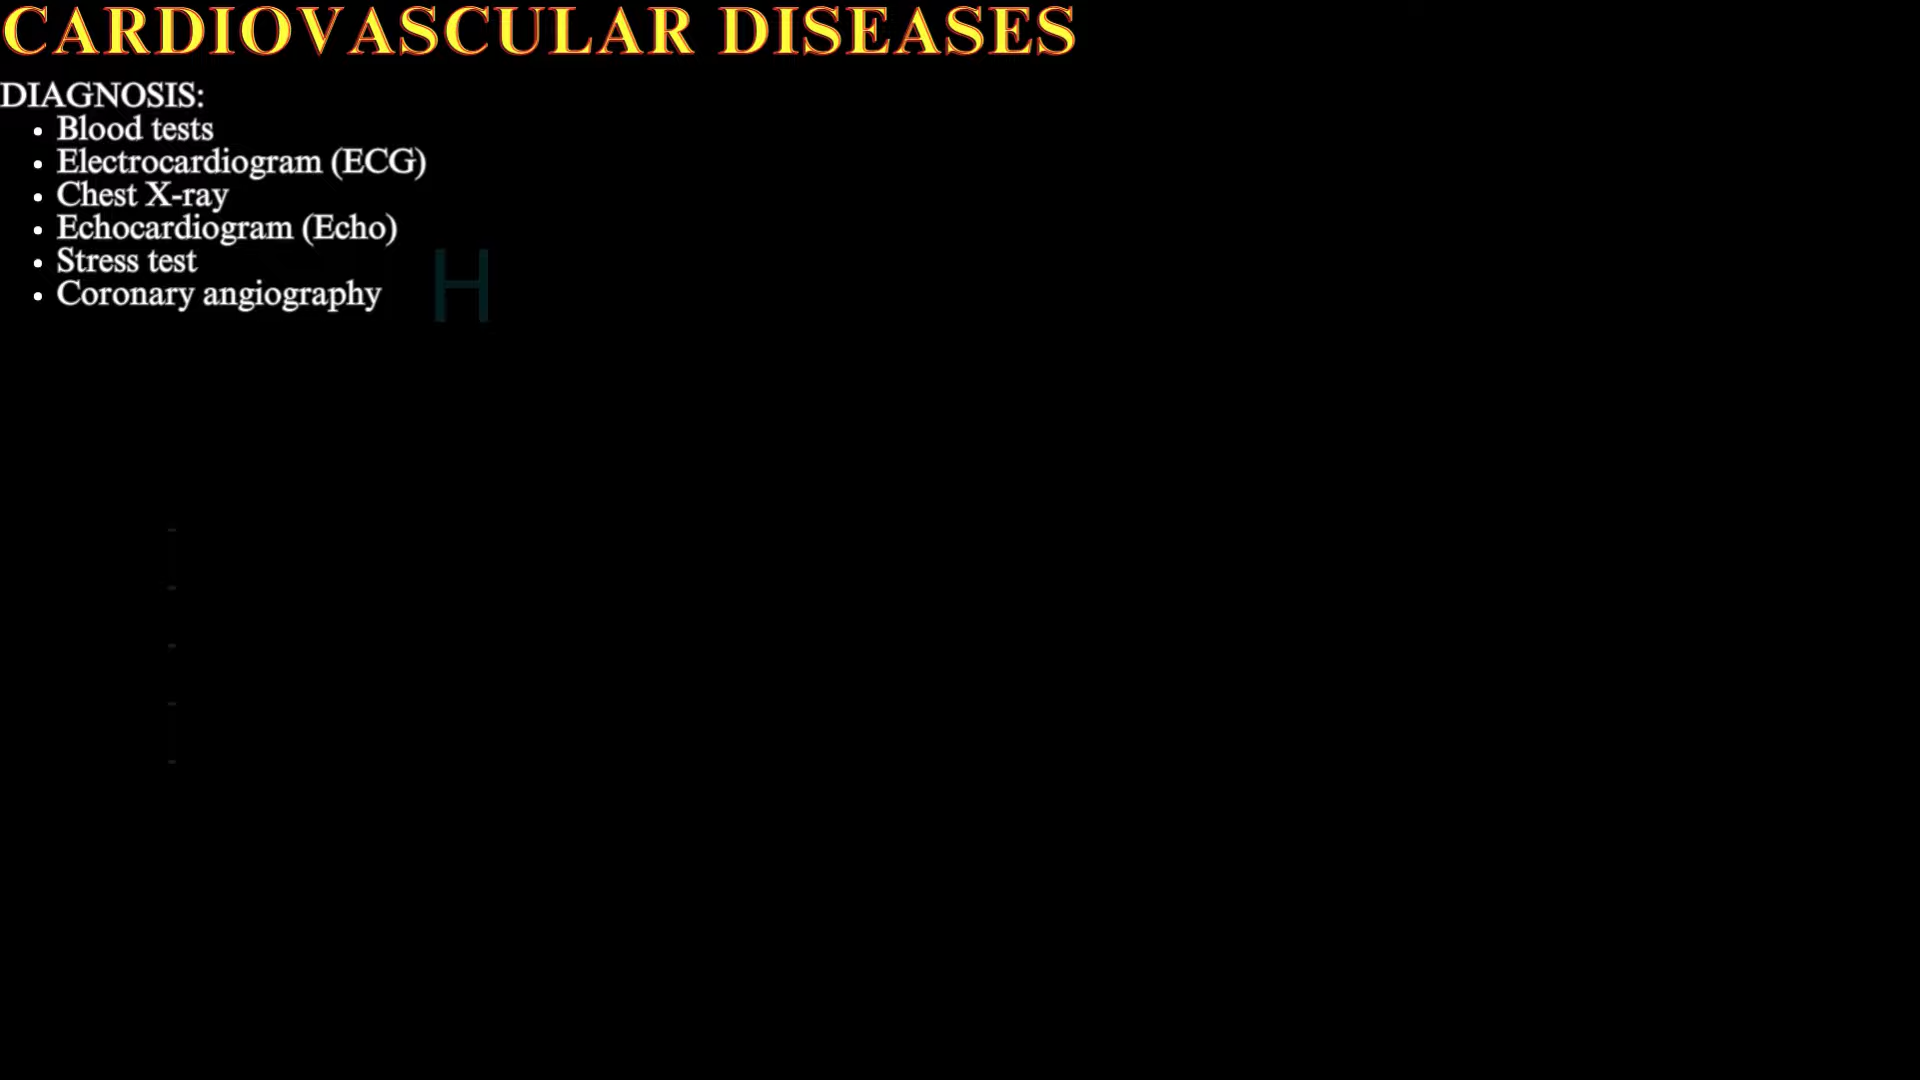 CARDIOVASCULAR DISEASES
DIAGNOSIS:
• Blood tests
• Electrocardiogram (ECG)
• Chest X-ray
• Echocardiogram (Echo)
• Stress test
• Coronary angiography
H